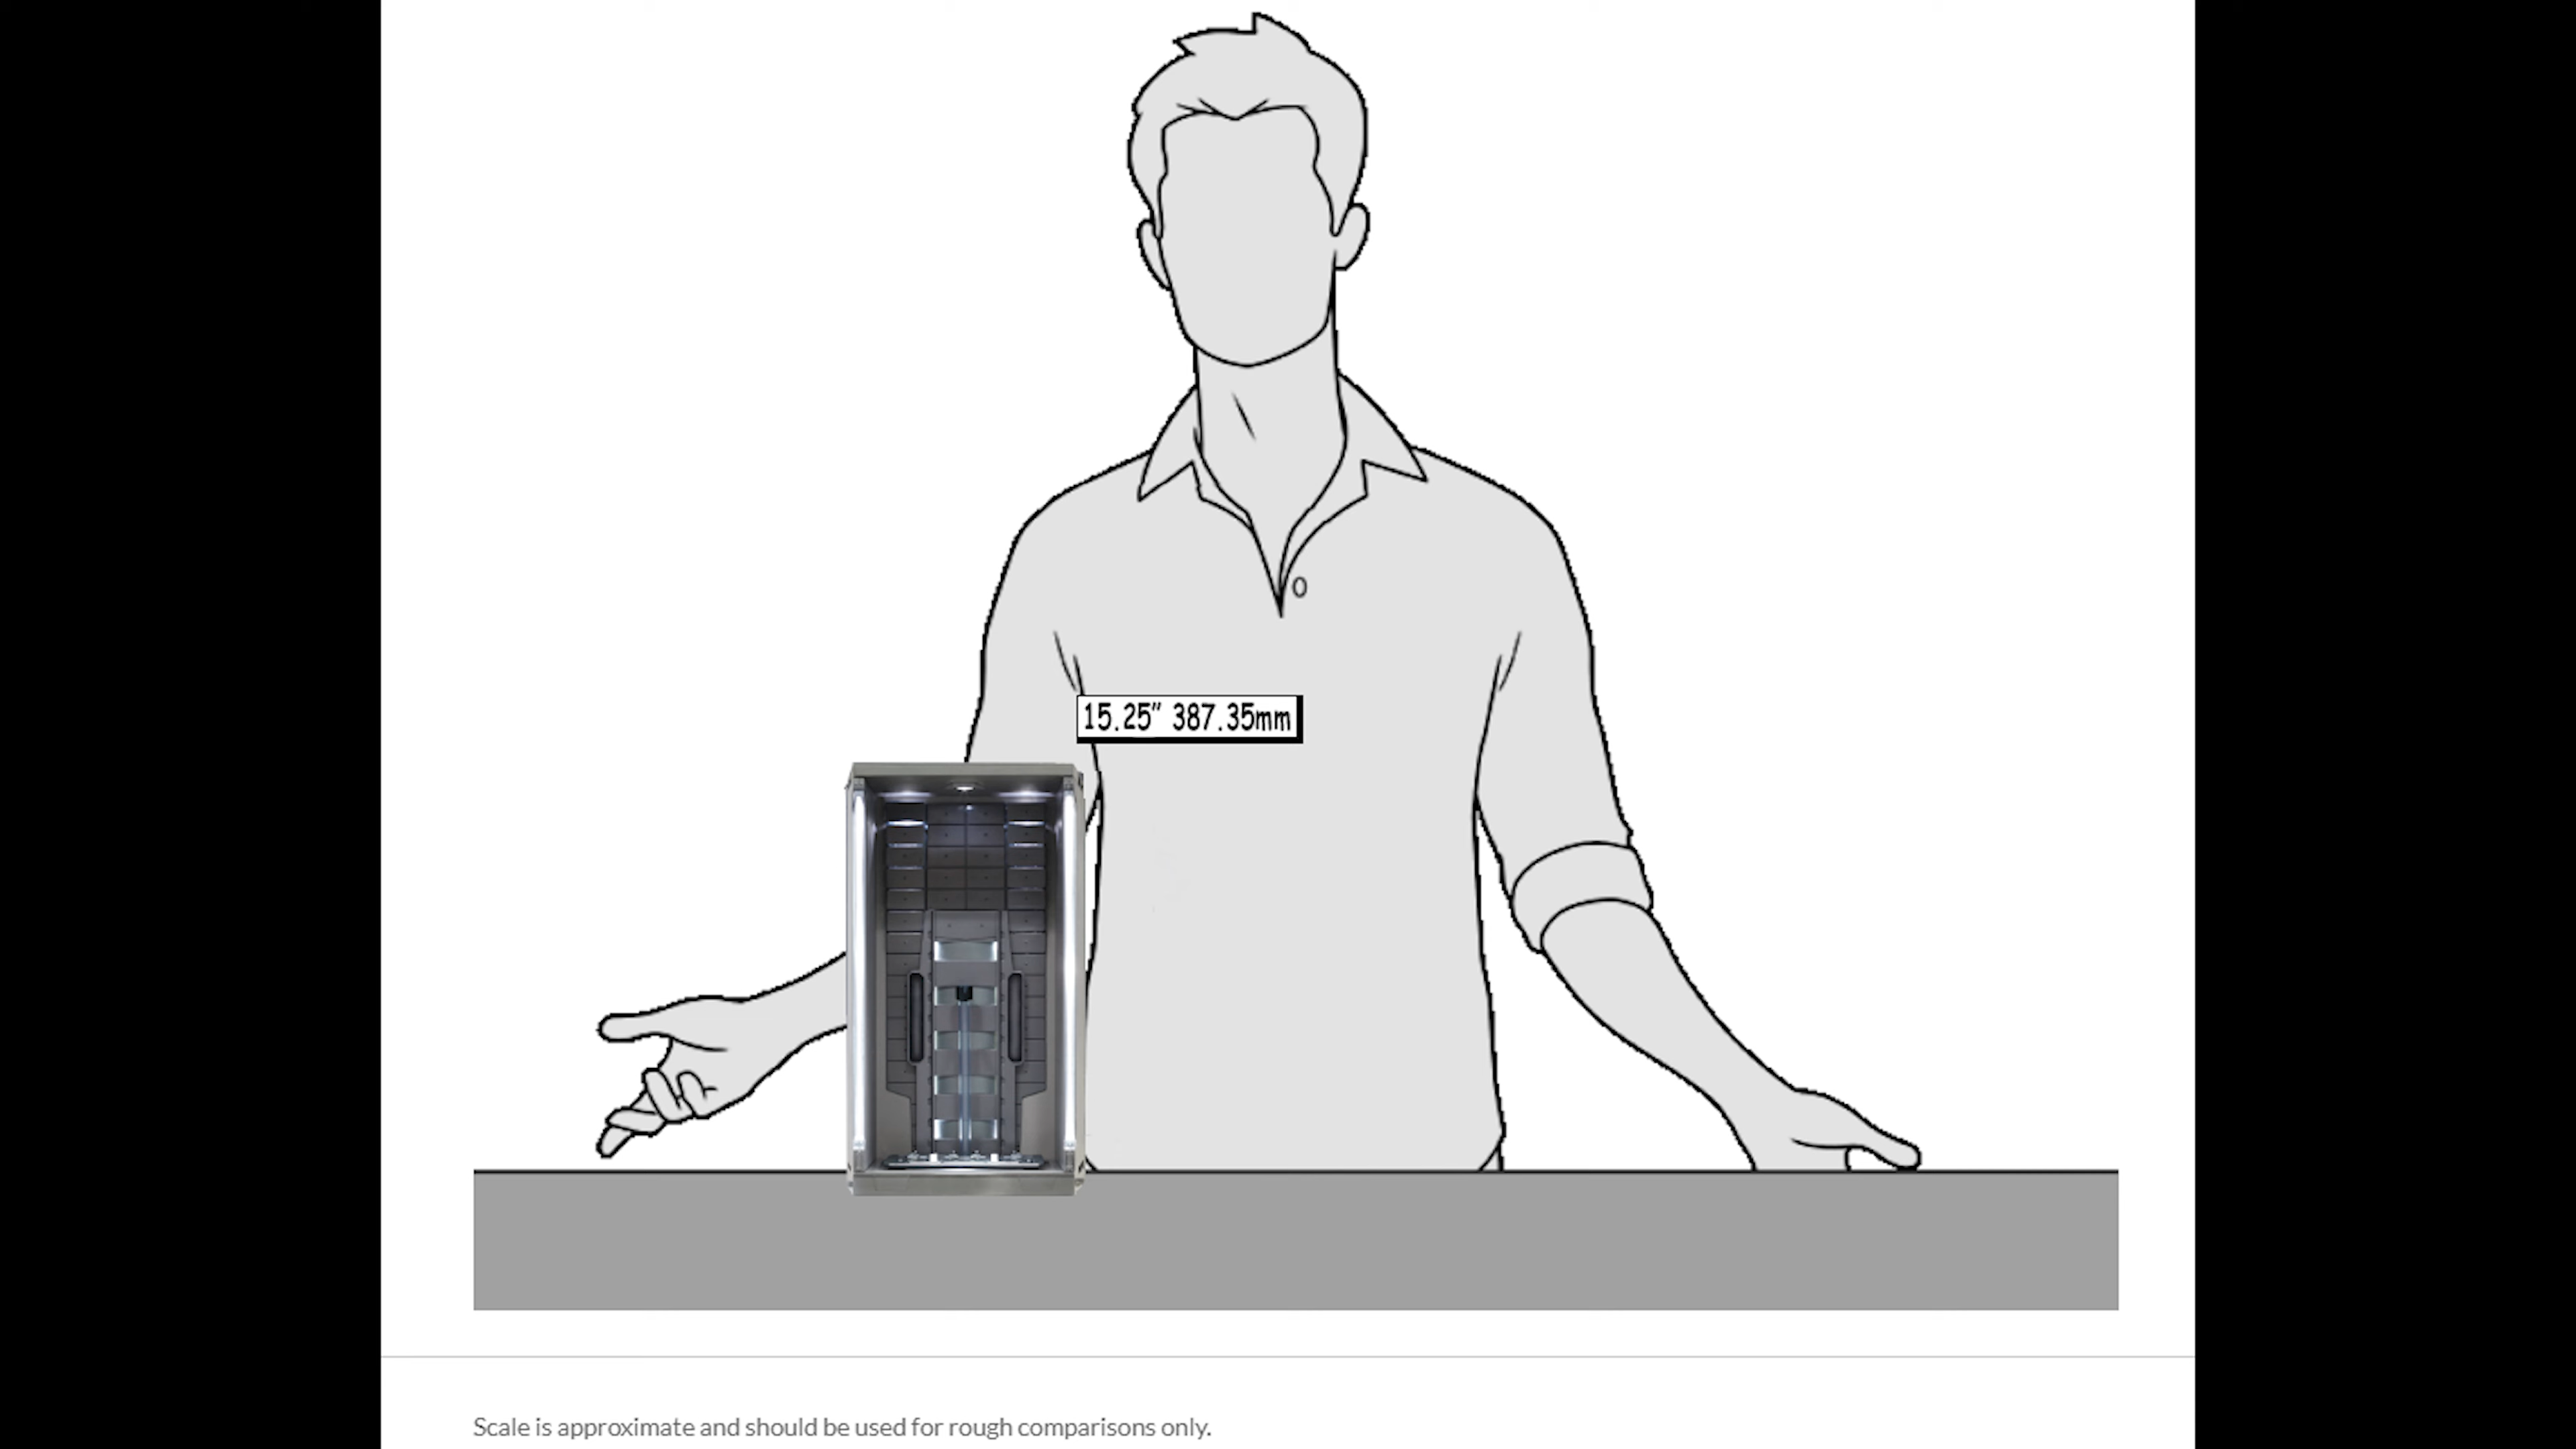 15.25" 387.35mm
Scale is approximate and should be used for rough comparisons only.